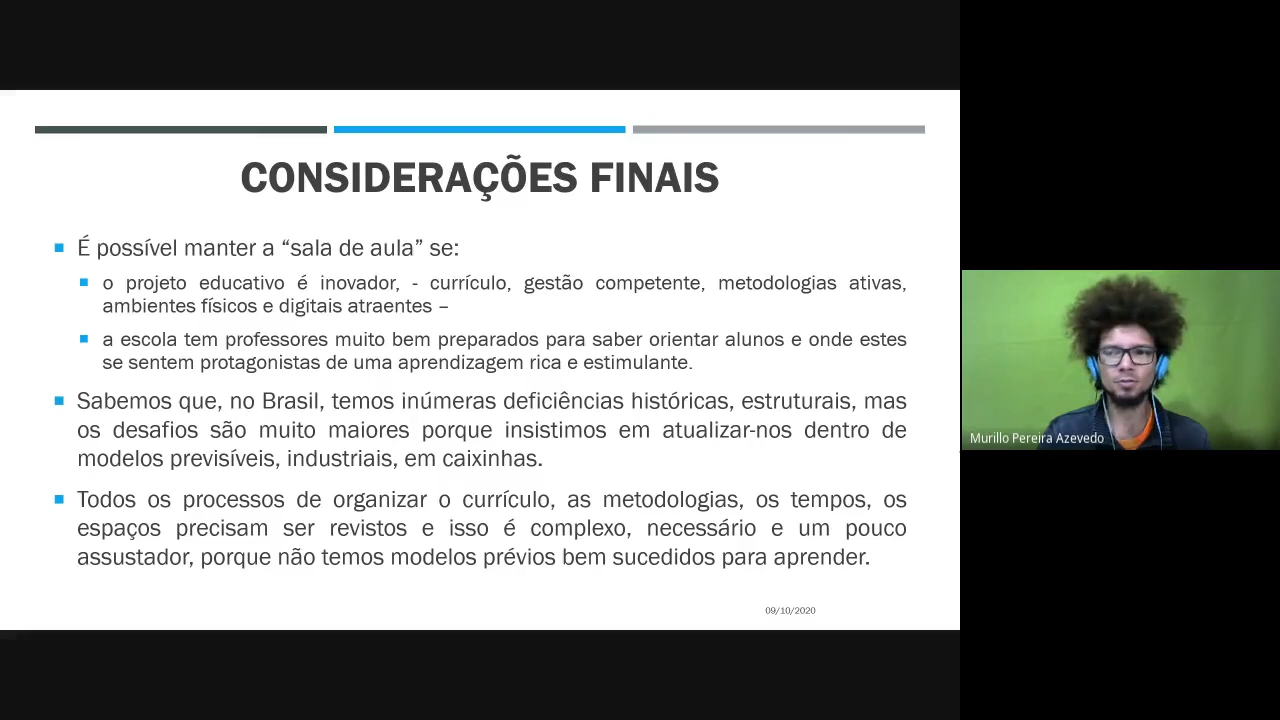 CONSIDERAÇÕES FINAIS
É possível manter a “sala de aula” se:
o projeto educativo é inovador, - currículo, gestão competente, metodologias ativas,
ambientes físicos e digitais atraentes –
a escola tem professores muito bem preparados para saber orientar alunos e onde estes
se sentem protagonistas de uma aprendizagem rica e estimulante.
Sabemos que, no Brasil, temos inúmeras deficiências históricas, estruturais, mas
os desafios são muito maiores porque insistimos em atualizar-nos dentro de
modelos previsíveis, industriais, em caixinhas.
Todos os processos de organizar o currículo, as metodologias, os tempos, os
espaços precisam ser revistos e isso é complexo, necessário e um pouco
assustador, porque não temos modelos prévios bem sucedidos para aprender.
09/10/2020
Murillo Pereira Azevedo